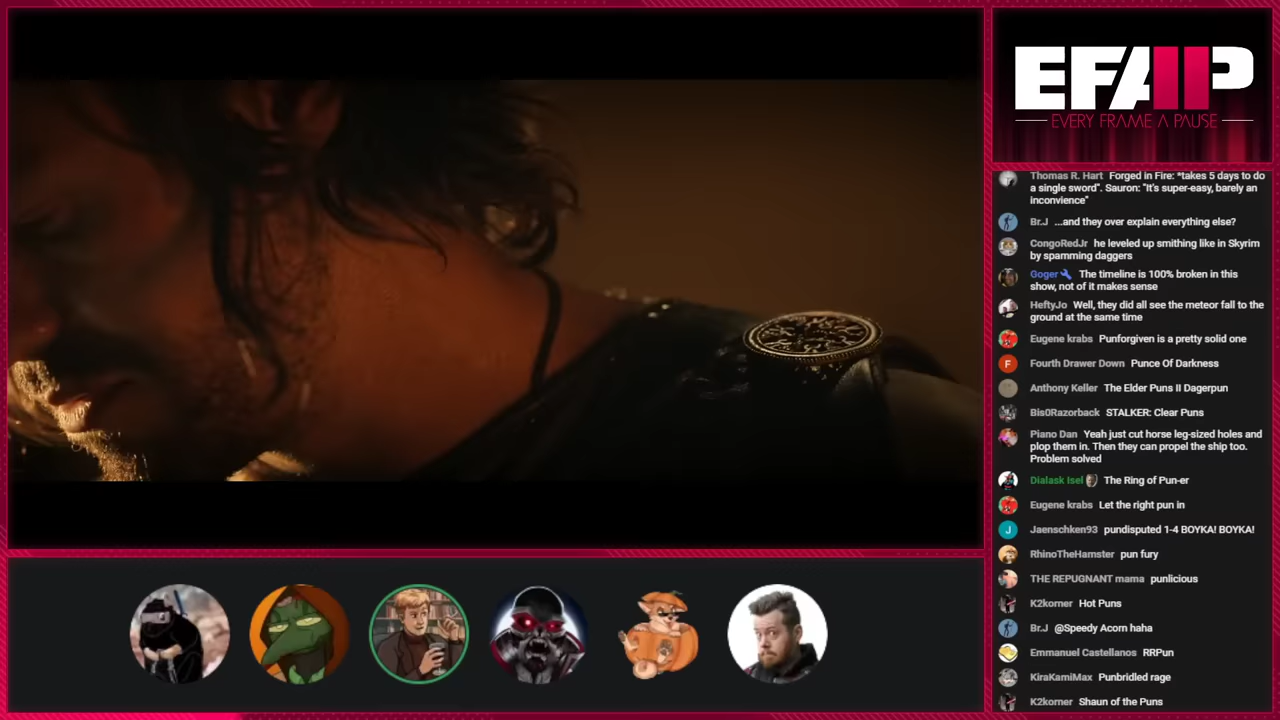 EFAP
EVERY FRAME A PAUSE
Thomas R. Hart Forged in Fire: *takes 5 days to do
a single sword". Sauron: "It's super-easy, barely an
inconvience"
Br.J ...and they over explain everything else?
CongoRedJr he leveled up smithing like in Skyrim
by spamming daggers
Goger The timeline is 100% broken in this
show, not of it makes sense
HeftyJo Well, they did all see the meteor fall to the
ground at the same time
Eugene krabs Punforgiven is a pretty solid one
F
Fourth Drawer Down Punce Of Darkness
Anthony Keller The Elder Puns II Dagerpun
Bis0Razorback STALKER: Clear Puns
Piano Dan Yeah just cut horse leg-sized holes and
plop them in. Then they can propel the ship too.
Problem solved
Dialask Isel The Ring of Pun-er
Eugene krabs Let the right pun in
J
Jaenschken93 pundisputed 1-4 BOYKA! BOYKA!
RhinoTheHamster pun fury
THE REPUGNANT mama punlicious
K2korner Hot Puns
Br.J @Speedy Acorn haha
Emmanuel Castellanos RRPun
KiraKamiMax Punbridled rage
K2korner Shaun of the Puns